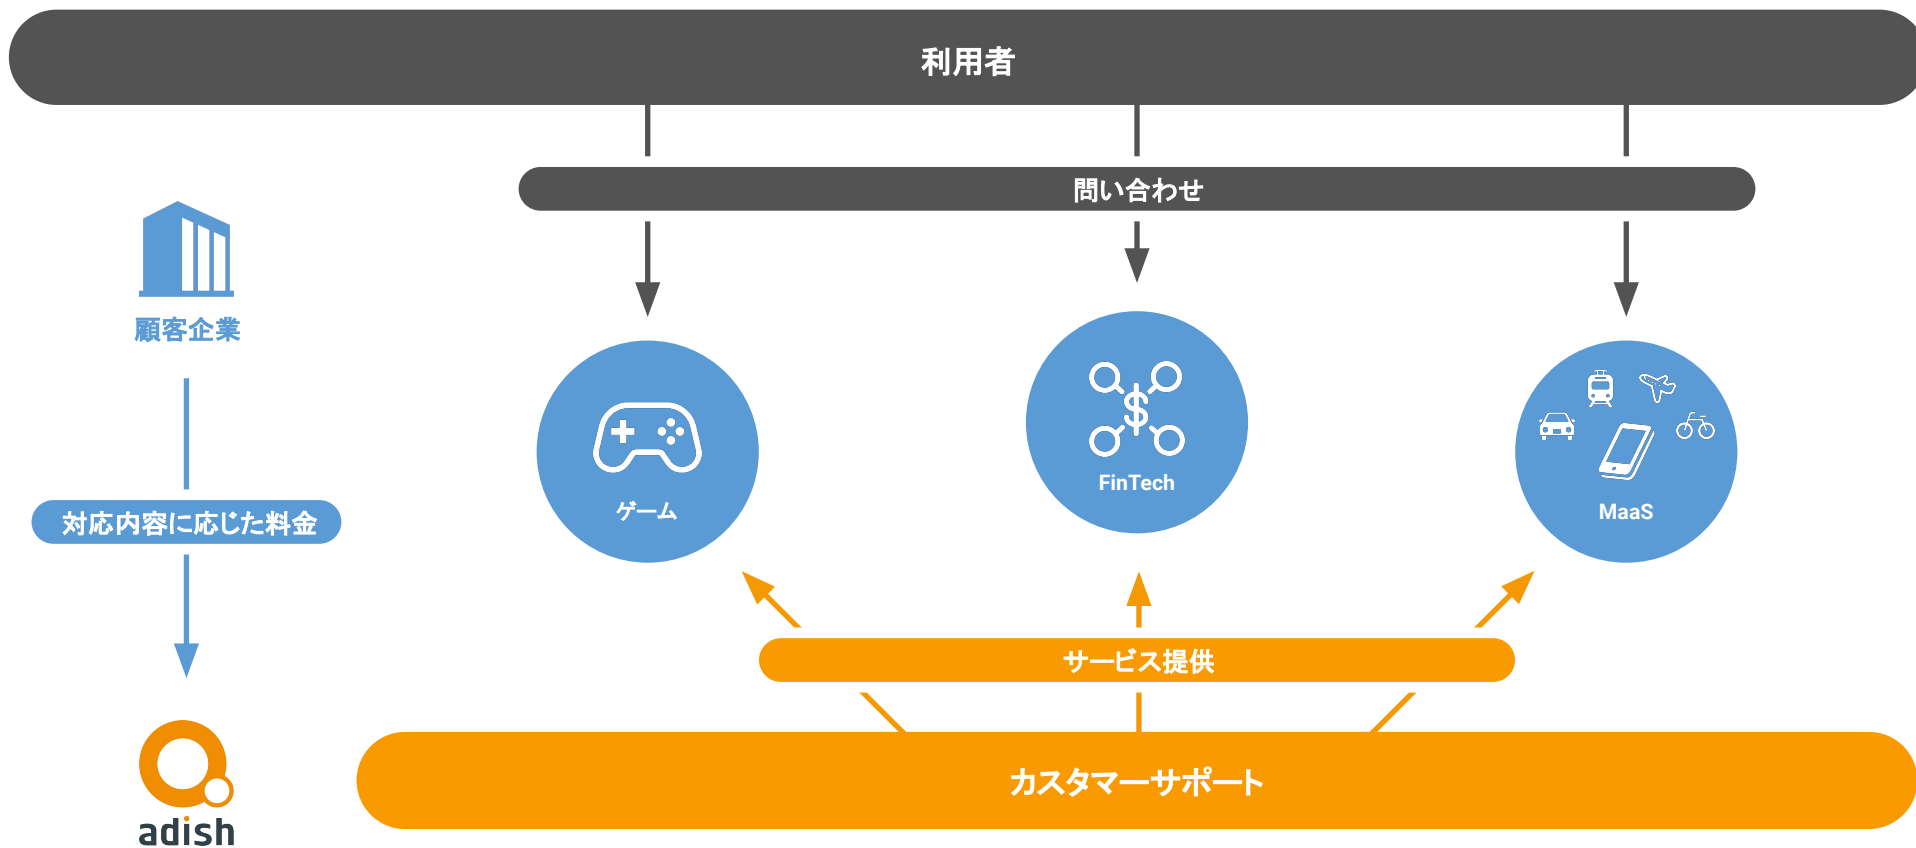 利用者
問い合わせ
顧客企業
対応内容に応じた料金
ゲーム
FinTech
MaaS
サービス提供
カスタマーサポート
adish